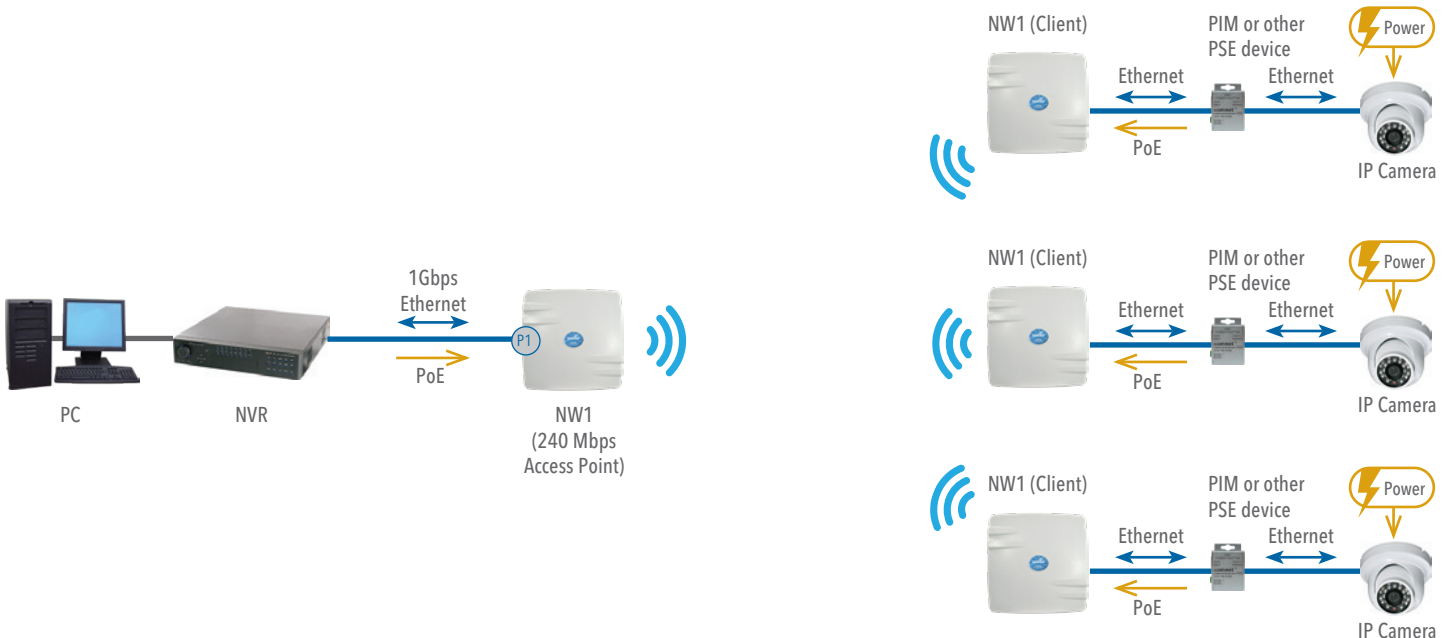 NW1 (Client)
PIM or other
PSE device
Power
Ethernet
Ethernet
PoE
IP Camera
NW1 (Client)
PIM or other
PSE device
Power
1Gbps
Ethernet
P1
Ethernet
Ethernet
PoE
PoE
IP Camera
PC
NVR
NW1
(240 Mbps
Access Point)
NW1 (Client)
PIM or other
PSE device
Power
Ethernet
Ethernet
PoE
IP Camera